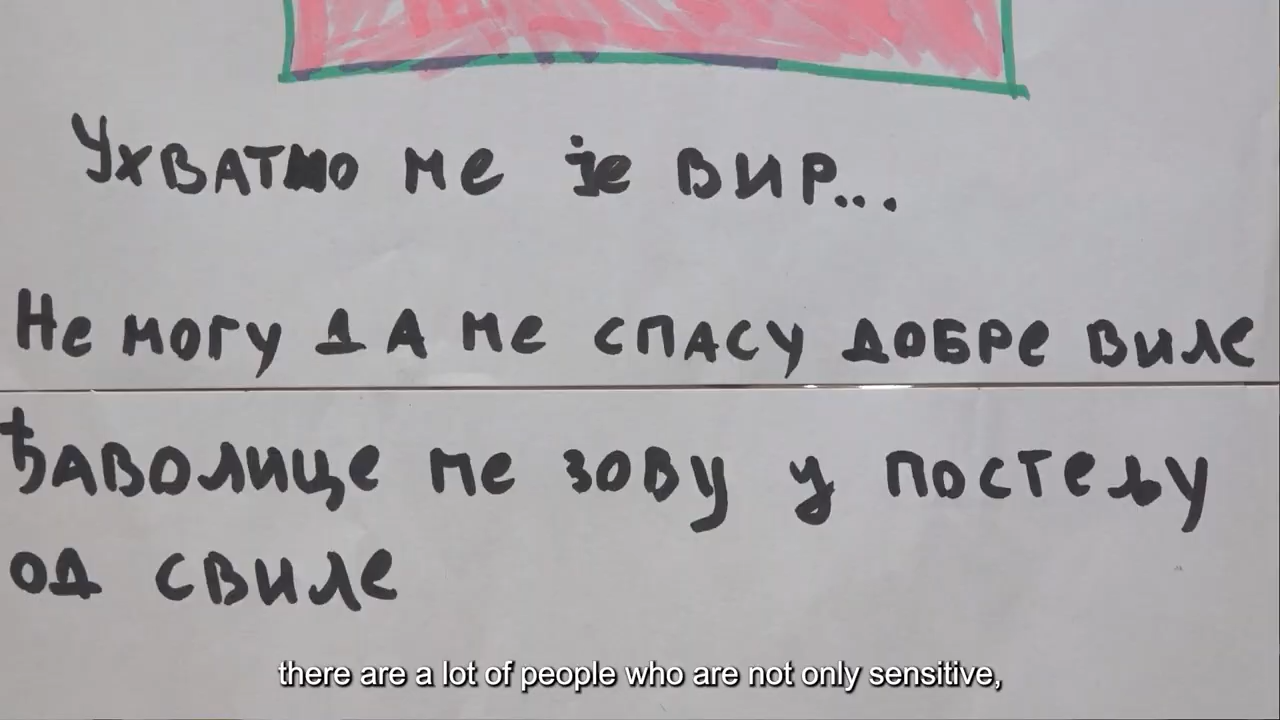 Ухватио ме је вир...
Не могу да ме спасу добре виле
Ђаволице ме зову у постељу
од свиле
there are a lot of people who are not only sensitive,